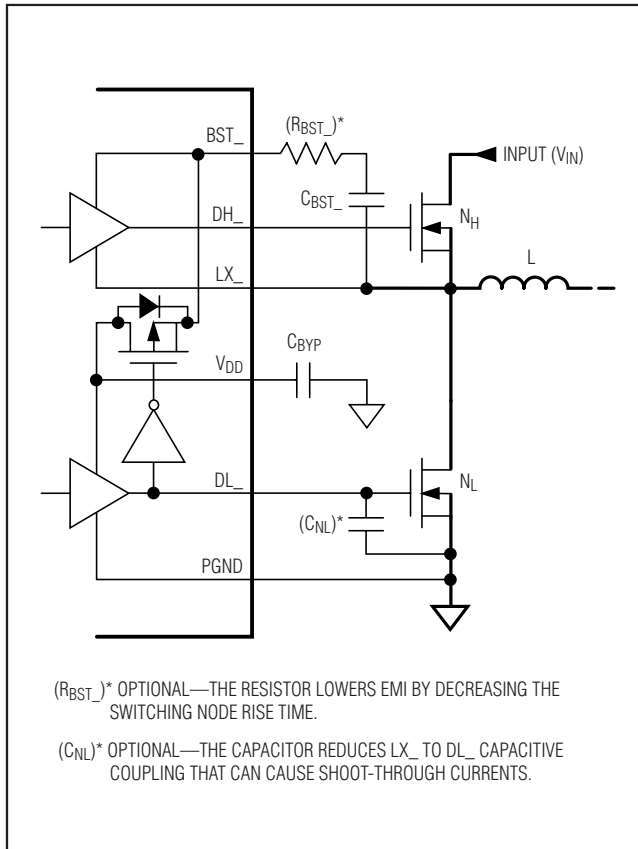 BST_
(RBST_)*
INPUT (VIN)
CBST_
DH_
NH
L
LX_
CBYP
VDD
DL_
NL
(CNL)*
PGND
(RBST_)* OPTIONAL—THE RESISTOR LOWERS EMI BY DECREASING THE
SWITCHING NODE RISE TIME.
(CNL)* OPTIONAL—THE CAPACITOR REDUCES LX_ TO DL_ CAPACITIVE
COUPLING THAT CAN CAUSE SHOOT-THROUGH CURRENTS.